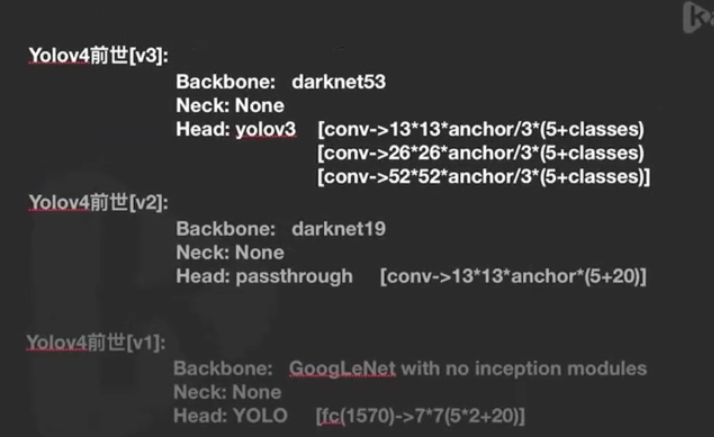 Yolov4前世[v3]:
Backbone: darknet53
Neck: None
Head: yolov3 [conv->13*13*anchor/3*(5+classes)
[conv->26*26*anchor/3*(5+classes)
[conv->52*52*anchor/3*(5+classes)]
Yolov4前世[v2]:
Backbone: darknet19
Neck: None
Head: passthrough [conv->13*13*anchor*(5+20)]
Yolov4前世[v1]:
Backbone: GoogLeNet with no inception modules
Neck: None
Head: YOLO [fc(1570)->7*7(5*2+20)]